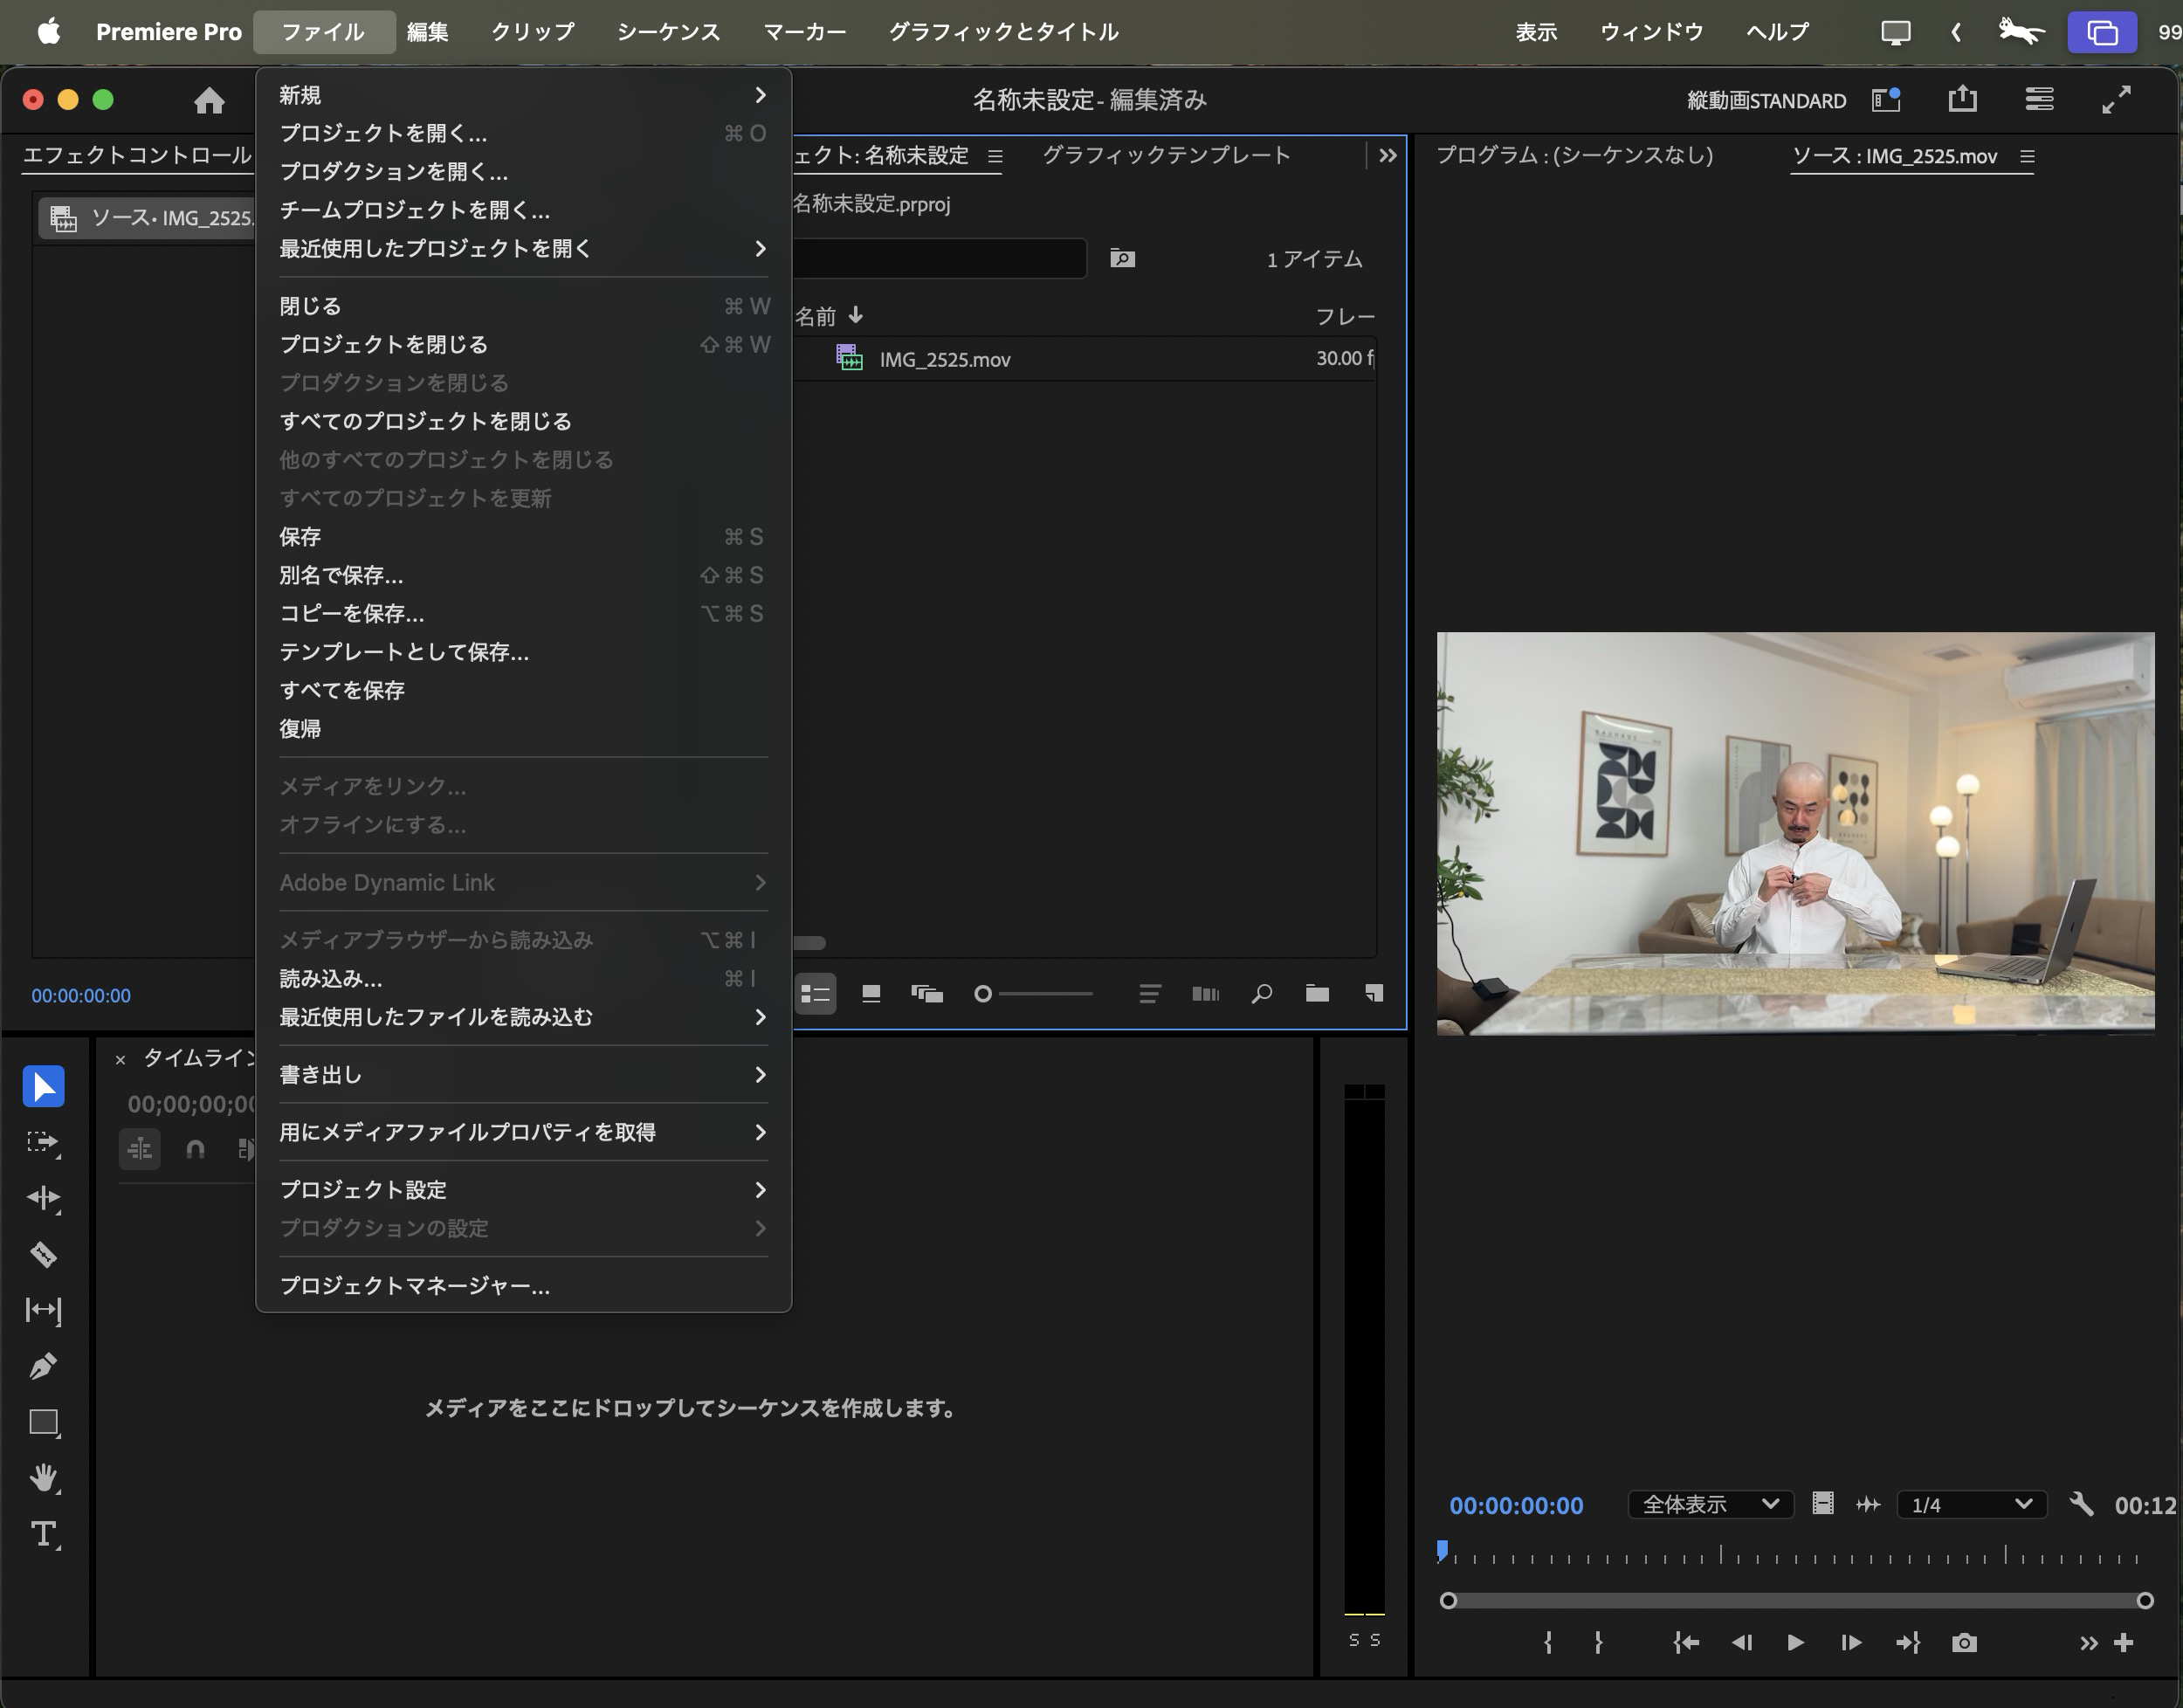 Premiere Pro ファイル 編集 クリップ シーケンス マーカー グラフィックとタイトル 表示 ウィンドウ ヘルプ 99
名称未設定- 編集済み
縦動画STANDARD
エフェクトコントロール
ソース• IMG_2525.
00:00:00:00
新規
プロジェクトを開く... ⌘ O
プロダクションを開く...
チームプロジェクトを開く...
最近使用したプロジェクトを開く
閉じる ⌘ W
プロジェクトを閉じる ⇧ ⌘ W
プロダクションを閉じる
すべてのプロジェクトを閉じる
他のすべてのプロジェクトを閉じる
すべてのプロジェクトを更新
保存 ⌘ S
別名で保存... ⇧ ⌘ S
コピーを保存... ⌥ ⌘ S
テンプレートとして保存...
すべてを保存
復帰
メディアをリンク...
オフラインにする...
Adobe Dynamic Link
メディアブラウザーから読み込み ⌥ ⌘ I
読み込み... ⌘ I
最近使用したファイルを読み込む
書き出し
用にメディアファイルプロパティを取得
プロジェクト設定
プロダクションの設定
プロジェクトマネージャー...
ェクト: 名称未設定
グラフィックテンプレート
名称未設定.prproj
1 アイテム
名前 フレー
IMG_2525.mov 30.00 f
プログラム : (シーケンスなし)
ソース : IMG_2525.mov
× タイムライン
00;00;00;00
メディアをここにドロップしてシーケンスを作成します。
S S
00:00:00:00 全体表示 1/4 00:12